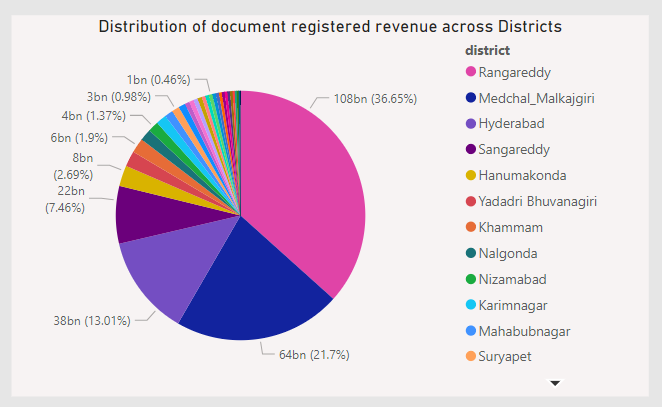 Distribution of document registered revenue across Districts
district
Rangareddy
Medchal_Malkajgiri
Hyderabad
Sangareddy
Hanumakonda
Yadadri Bhuvanagiri
Khammam
Nalgonda
Nizamabad
Karimnagar
Mahabubnagar
Suryapet
108bn (36.65%)
64bn (21.7%)
38bn (13.01%)
22bn
(7.46%)
8bn
(2.69%)
6bn (1.9%)
4bn (1.37%)
3bn (0.98%)
1bn (0.46%)